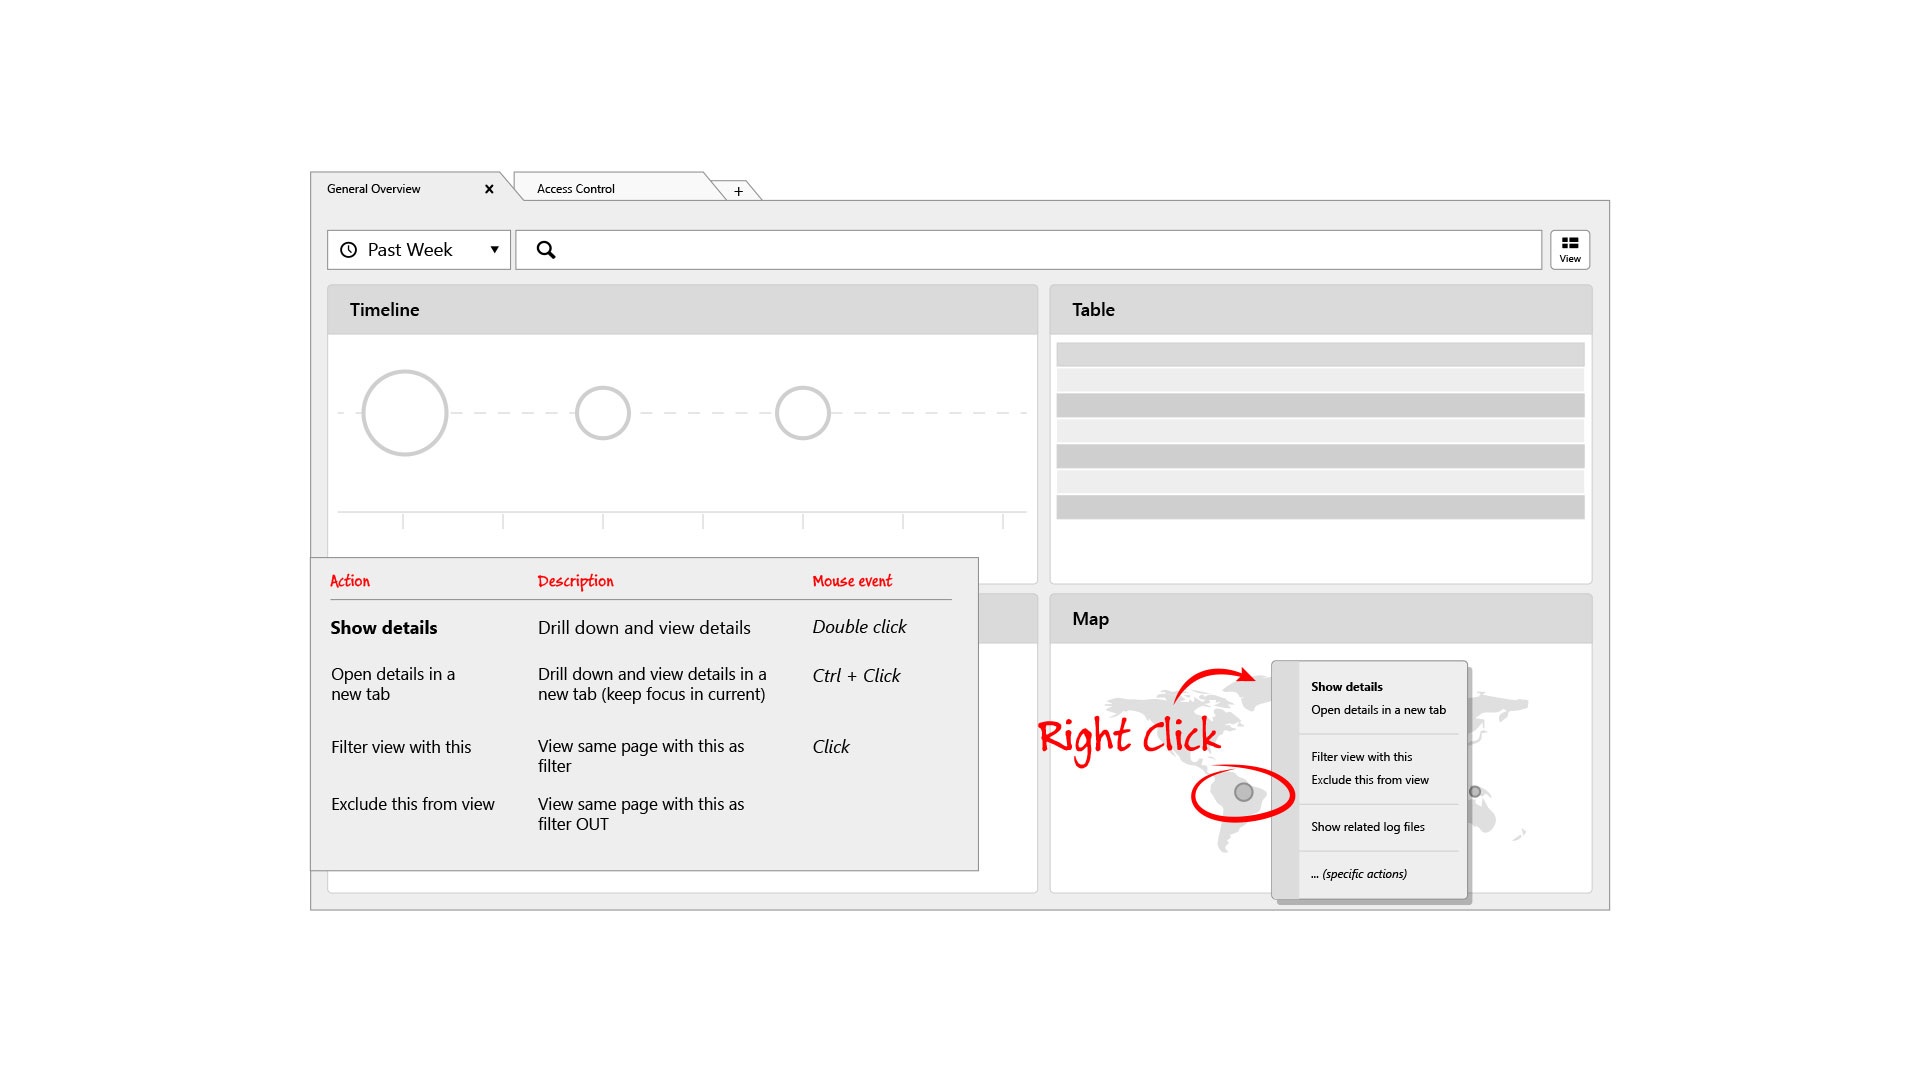 General Overview
Access Control
+
Past Week
View
Timeline
Table
Action Description Mouse event
Show details Drill down and view details Double click
Open details in a Drill down and view details in a Ctrl + Click
new tab new tab (keep focus in current)
Filter view with this View same page with this as Click
filter
Exclude this from view View same page with this as
filter OUT
Map
Right Click
Show details
Open details in a new tab
Filter view with this
Exclude this from view
Show related log files
... (specific actions)